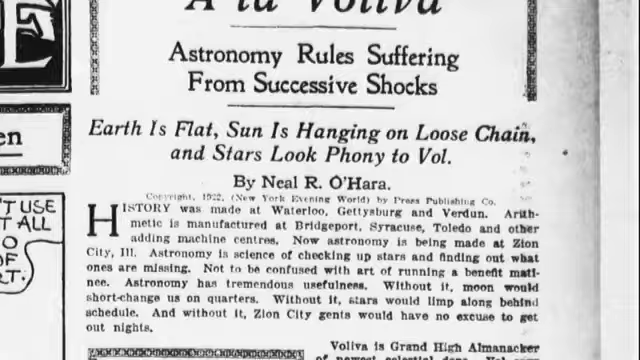 A la Voliva
Astronomy Rules Suffering
From Successive Shocks
Earth Is Flat, Sun Is Hanging on Loose Chain,
and Stars Look Phony to Vol.
By Neal R. O'Hara.
Copyright, 1922, (New York Evening World) by Press Publishing Co.
HISTORY was made at Waterloo, Gettysburg and Verdun. Arith-
metic is manufactured at Bridgeport, Syracuse, Toledo and other
adding machine centres. Now astronomy is being made at Zion
City, Ill. Astronomy is science of checking up stars and finding out what
ones are missing. Not to be confused with art of running a benefit mati-
nee. Astronomy has tremendous usefulness. Without it, moon would
short-change us on quarters. Without it, stars would limp along behind
schedule. And without it, Zion City gents would have no excuse to get
out nights.
Voliva is Grand High Almanacker
of newest celestial dope.
E
en
'T USE
T ALL
O
OF
RT.